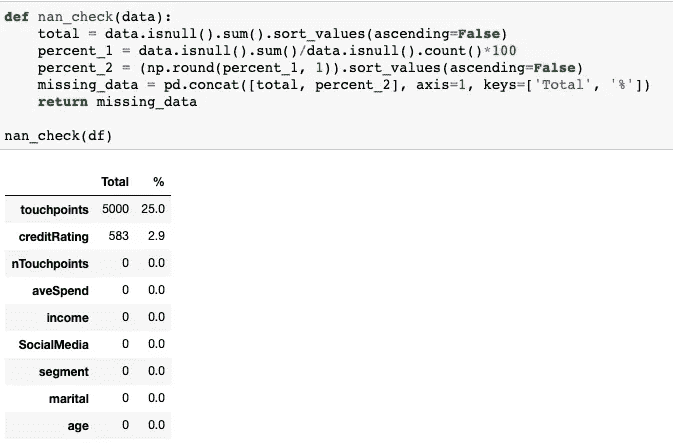 def nan_check(data):
    total = data.isnull().sum().sort_values(ascending=False)
    percent_1 = data.isnull().sum()/data.isnull().count()*100
    percent_2 = (np.round(percent_1, 1)).sort_values(ascending=False)
    missing_data = pd.concat([total, percent_2], axis=1, keys=['Total', '%'])
    return missing_data
nan_check(df)
Total %
touchpoints 5000 25.0
creditRating 583 2.9
nTouchpoints 0 0.0
aveSpend 0 0.0
income 0 0.0
SocialMedia 0 0.0
segment 0 0.0
marital 0 0.0
age 0 0.0